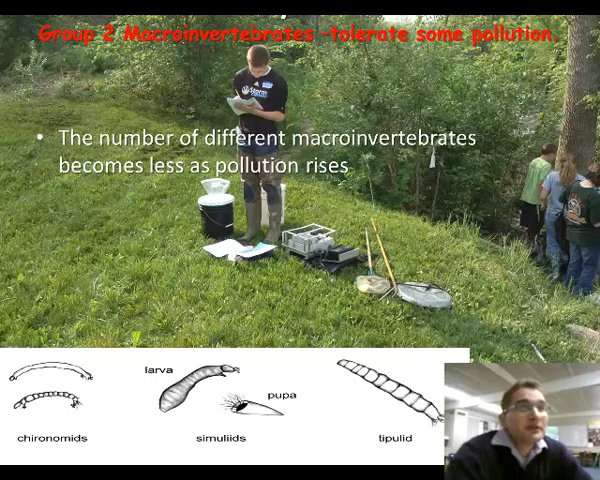 Group 2 Macroinvertebrates –tolerate some pollution.
Storm
• The number of different macroinvertebrates
becomes less as pollution rises
larva
pupa
chironomids
simuliids
tipulid